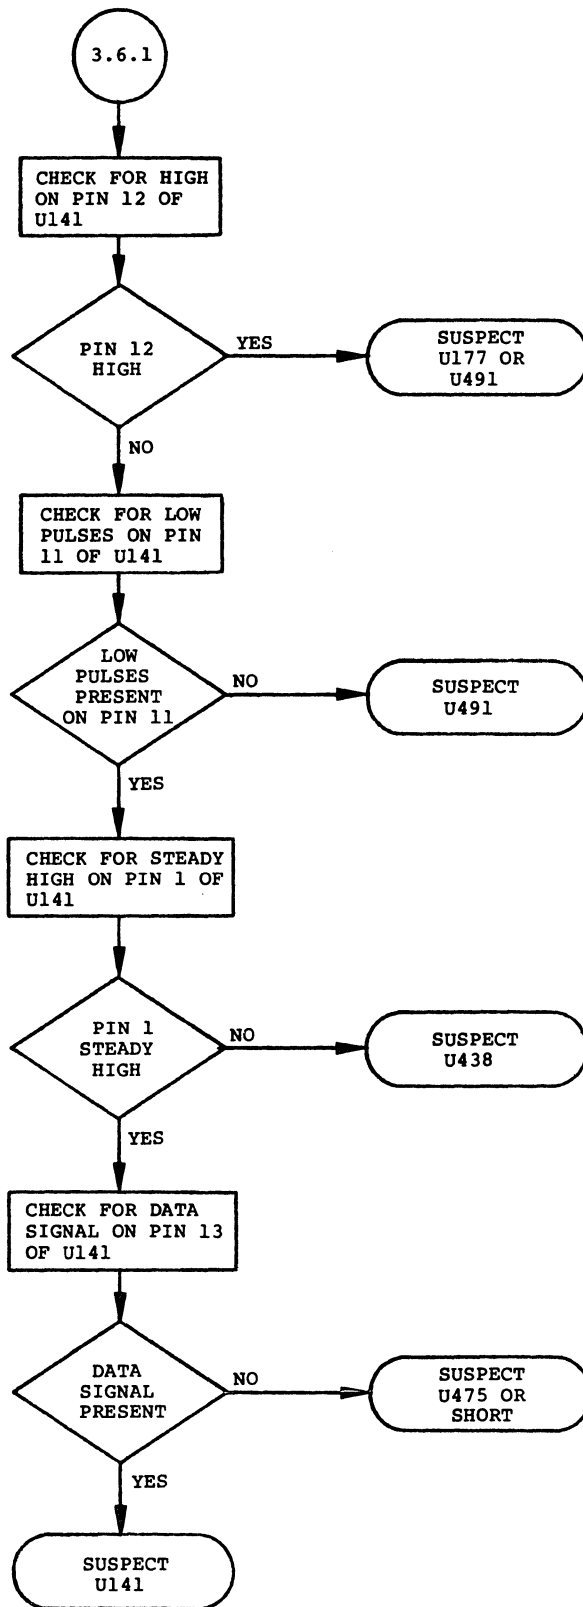 3.6.1
CHECK FOR HIGH
ON PIN 12 OF
U141
PIN 12
HIGH
YES
SUSPECT
U177 OR
U491
NO
CHECK FOR LOW
PULSES ON PIN
11 OF U141
LOW
PULSES
PRESENT
ON PIN 11
NO
SUSPECT
U491
YES
CHECK FOR STEADY
HIGH ON PIN 1 OF
U141
PIN 1
STEADY
HIGH
NO
SUSPECT
U438
YES
CHECK FOR DATA
SIGNAL ON PIN 13
OF U141
DATA
SIGNAL
PRESENT
NO
SUSPECT
U475 OR
SHORT
YES
SUSPECT
U141